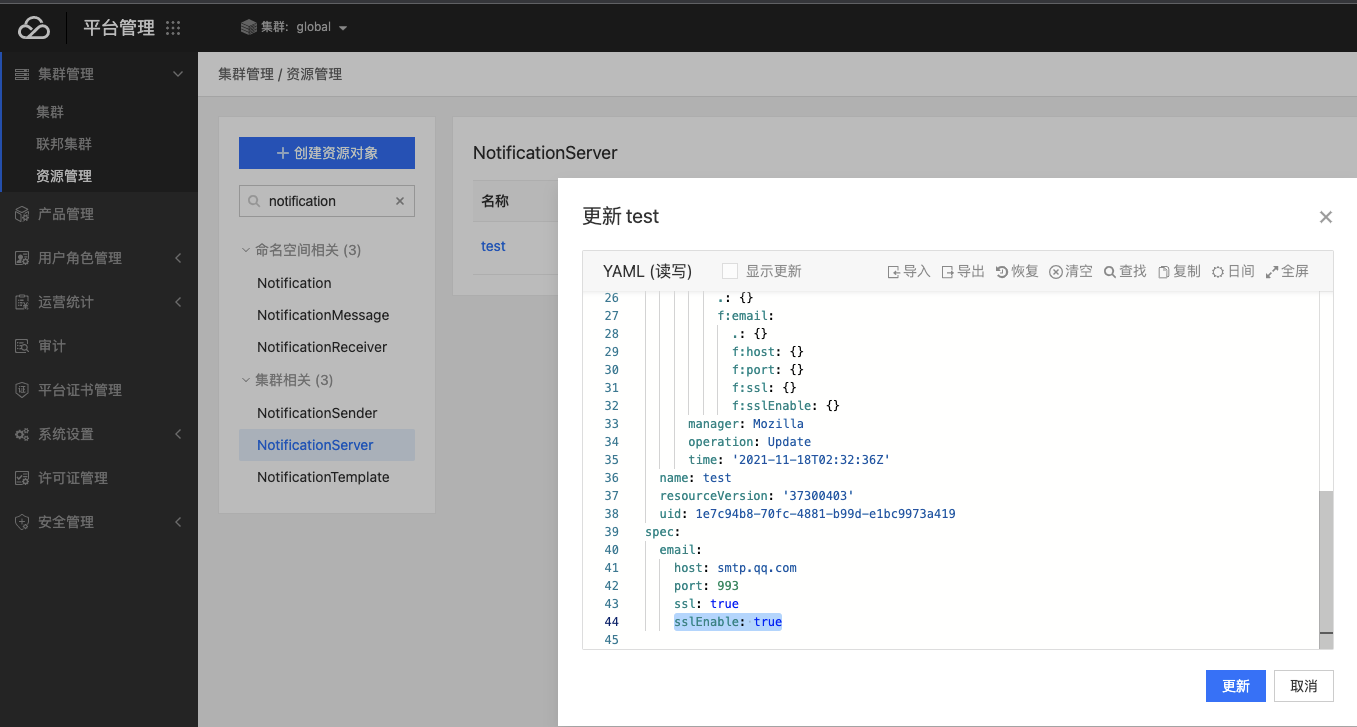 平台管理
集群: global
集群管理
集群
联邦集群
资源管理
产品管理
用户角色管理
运营统计
审计
平台证书管理
系统设置
许可证管理
安全管理
集群管理 / 资源管理
创建资源对象
notification
命名空间相关 (3)
Notification
NotificationMessage
NotificationReceiver
集群相关 (3)
NotificationSender
NotificationServer
NotificationTemplate
NotificationServer
名称
test
更新 test
YAML (读写) 显示更新 导入 导出 恢复 清空 查找 复制 日间 全屏
26 .: {}
27 f:email:
28 .: {}
29 f:host: {}
30 f:port: {}
31 f:ssl: {}
32 f:sslEnable: {}
33 manager: Mozilla
34 operation: Update
35 time: '2021-11-18T02:32:36Z'
36 name: test
37 resourceVersion: '37300403'
38 uid: 1e7c94b8-70fc-4881-b99d-e1bc9973a419
39 spec:
40 email:
41 host: smtp.qq.com
42 port: 993
43 ssl: true
44 sslEnable: true
45
更新 取消